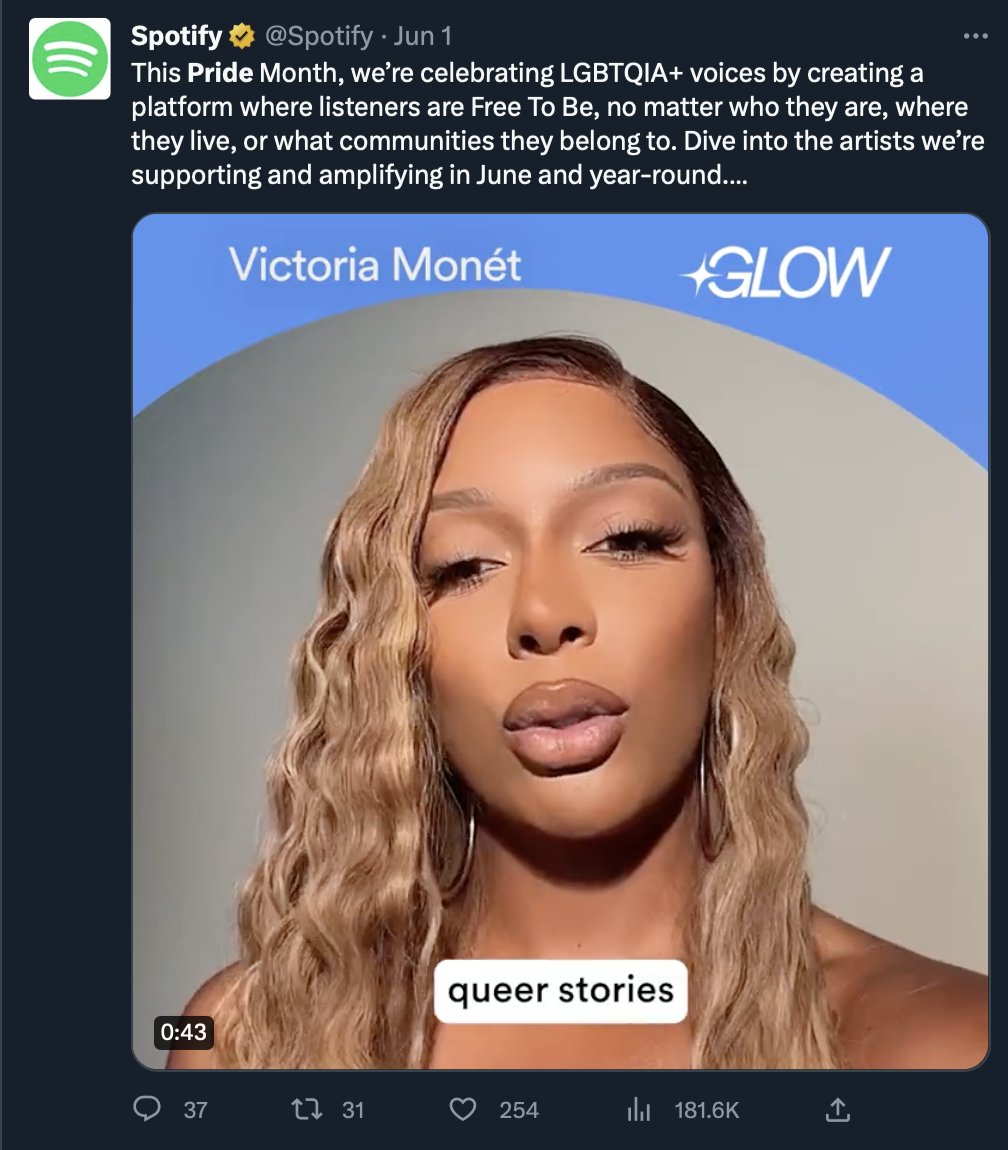 Spotify @Spotify · Jun 1
This Pride Month, we’re celebrating LGBTQIA+ voices by creating a
platform where listeners are Free To Be, no matter who they are, where
they live, or what communities they belong to. Dive into the artists we’re
supporting and amplifying in June and year-round....
Victoria Monét
GLOW
queer stories
0:43
37
31
254
181.6K